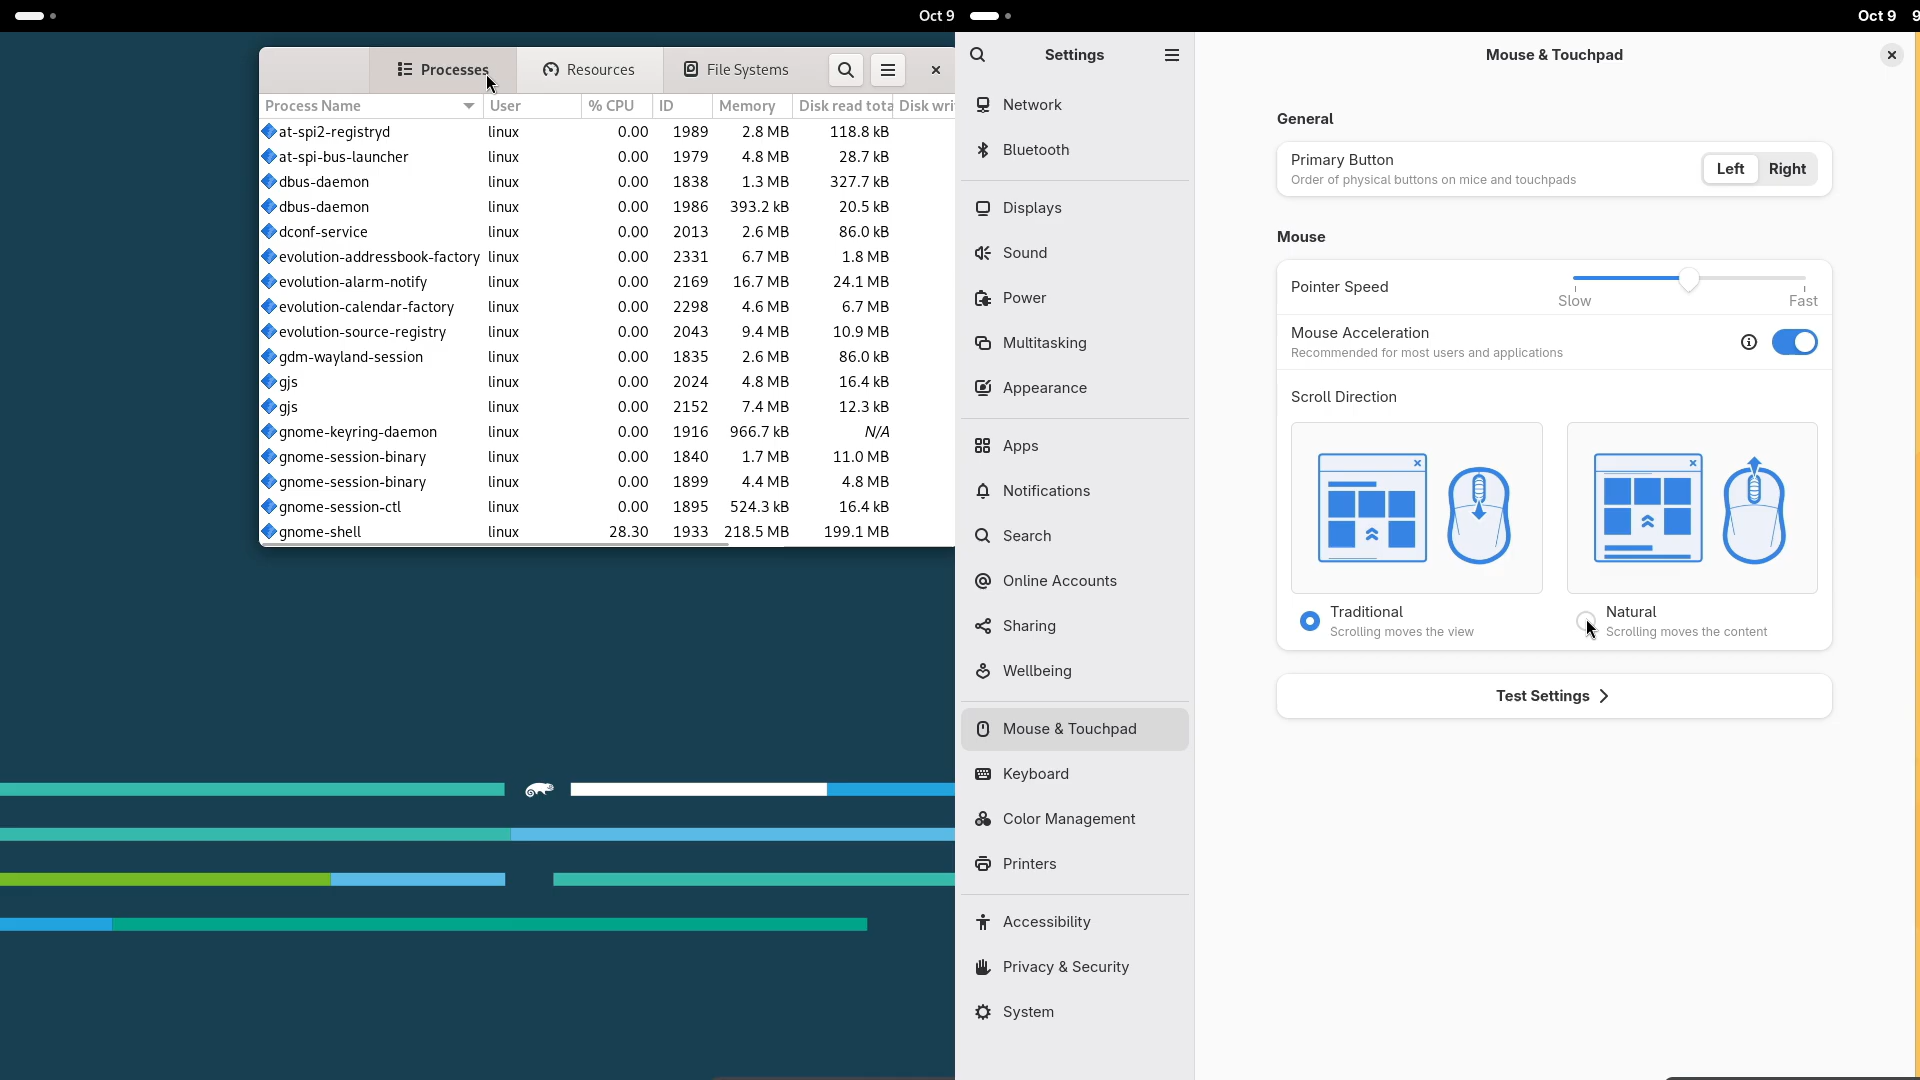 Oct 9
Processes
Resources
File Systems
Process Name User % CPU ID Memory Disk read tota Disk wri
at-spi2-registryd linux 0.00 1989 2.8 MB 118.8 kB
at-spi-bus-launcher linux 0.00 1979 4.8 MB 28.7 kB
dbus-daemon linux 0.00 1838 1.3 MB 327.7 kB
dbus-daemon linux 0.00 1986 393.2 kB 20.5 kB
dconf-service linux 0.00 2013 2.6 MB 86.0 kB
evolution-addressbook-factory linux 0.00 2331 6.7 MB 1.8 MB
evolution-alarm-notify linux 0.00 2169 16.7 MB 24.1 MB
evolution-calendar-factory linux 0.00 2298 4.6 MB 6.7 MB
evolution-source-registry linux 0.00 2043 9.4 MB 10.9 MB
gdm-wayland-session linux 0.00 1835 2.6 MB 86.0 kB
gjs linux 0.00 2024 4.8 MB 16.4 kB
gjs linux 0.00 2152 7.4 MB 12.3 kB
gnome-keyring-daemon linux 0.00 1916 966.7 kB N/A
gnome-session-binary linux 0.00 1840 1.7 MB 11.0 MB
gnome-session-binary linux 0.00 1899 4.4 MB 4.8 MB
gnome-session-ctl linux 0.00 1895 524.3 kB 16.4 kB
gnome-shell linux 28.30 1933 218.5 MB 199.1 MB
Oct 9 9
Settings
Network
Bluetooth
Displays
Sound
Power
Multitasking
Appearance
Apps
Notifications
Search
Online Accounts
Sharing
Wellbeing
Mouse & Touchpad
Keyboard
Color Management
Printers
Accessibility
Privacy & Security
System
Mouse & Touchpad
General
Primary Button
Order of physical buttons on mice and touchpads
Left Right
Mouse
Pointer Speed
Slow Fast
Mouse Acceleration
Recommended for most users and applications
Scroll Direction
Traditional
Scrolling moves the view
Natural
Scrolling moves the content
Test Settings